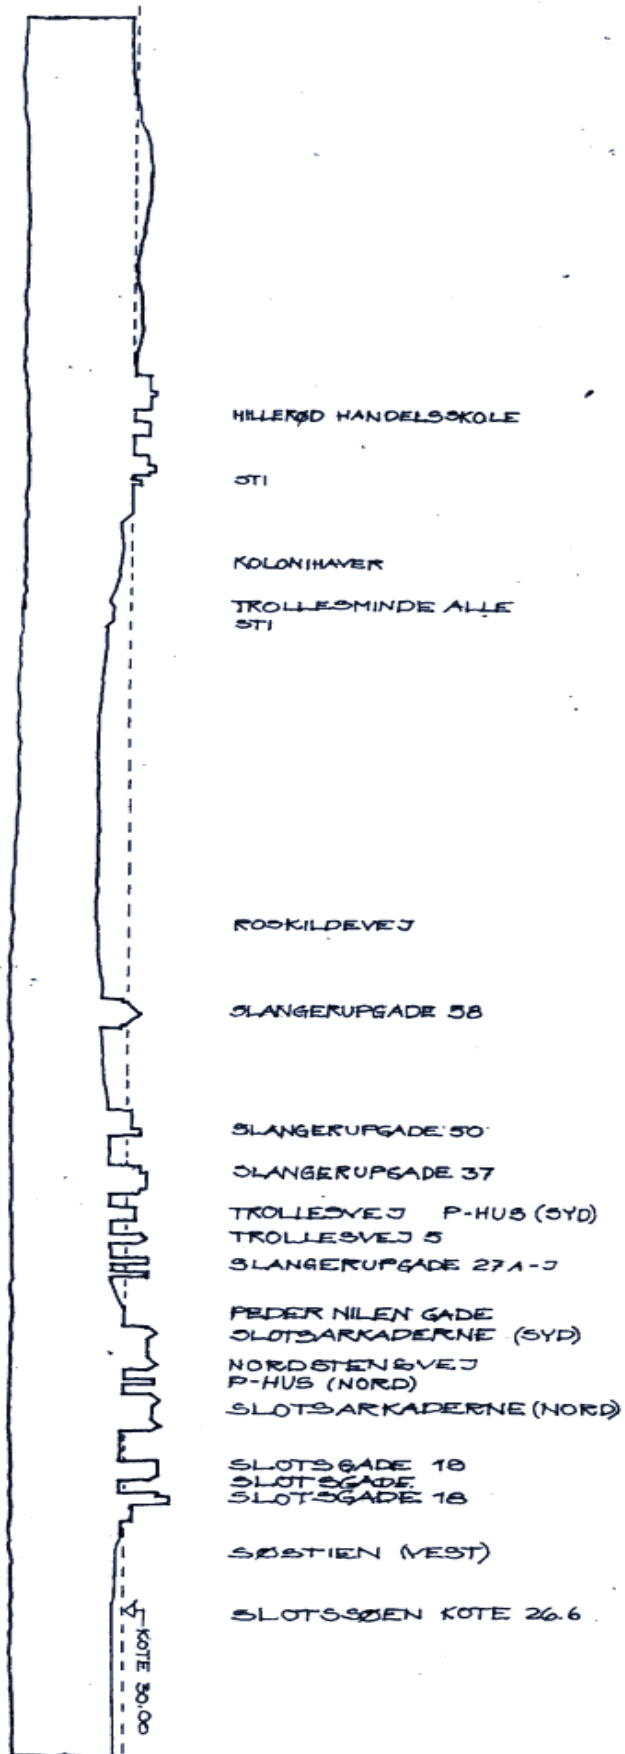 HILLERØD HANDELSSKOLE
STI
KOLONIHAVER
TROLLESMINDE ALLE
STI
ROSKILDEVEJ
SLANGERUPGADE 58
SLANGERUPGADE 50
SLANGERUPGADE 37
TROLLESVEJ P-HUS (SYD)
TROLLESVEJ 5
SLANGERUPGADE 27A-J
PEDER NILEN GADE
SLOTSARKADERNE (SYD)
NORDSTENSVEJ
P-HUS (NORD)
SLOTSARKADERNE (NORD)
SLOTSGADE 18
SLOTSGADE
SLOTSGADE 18
SØSTIEN (VEST)
SLOTSSØEN KOTE 26.6
KOTE 30.00